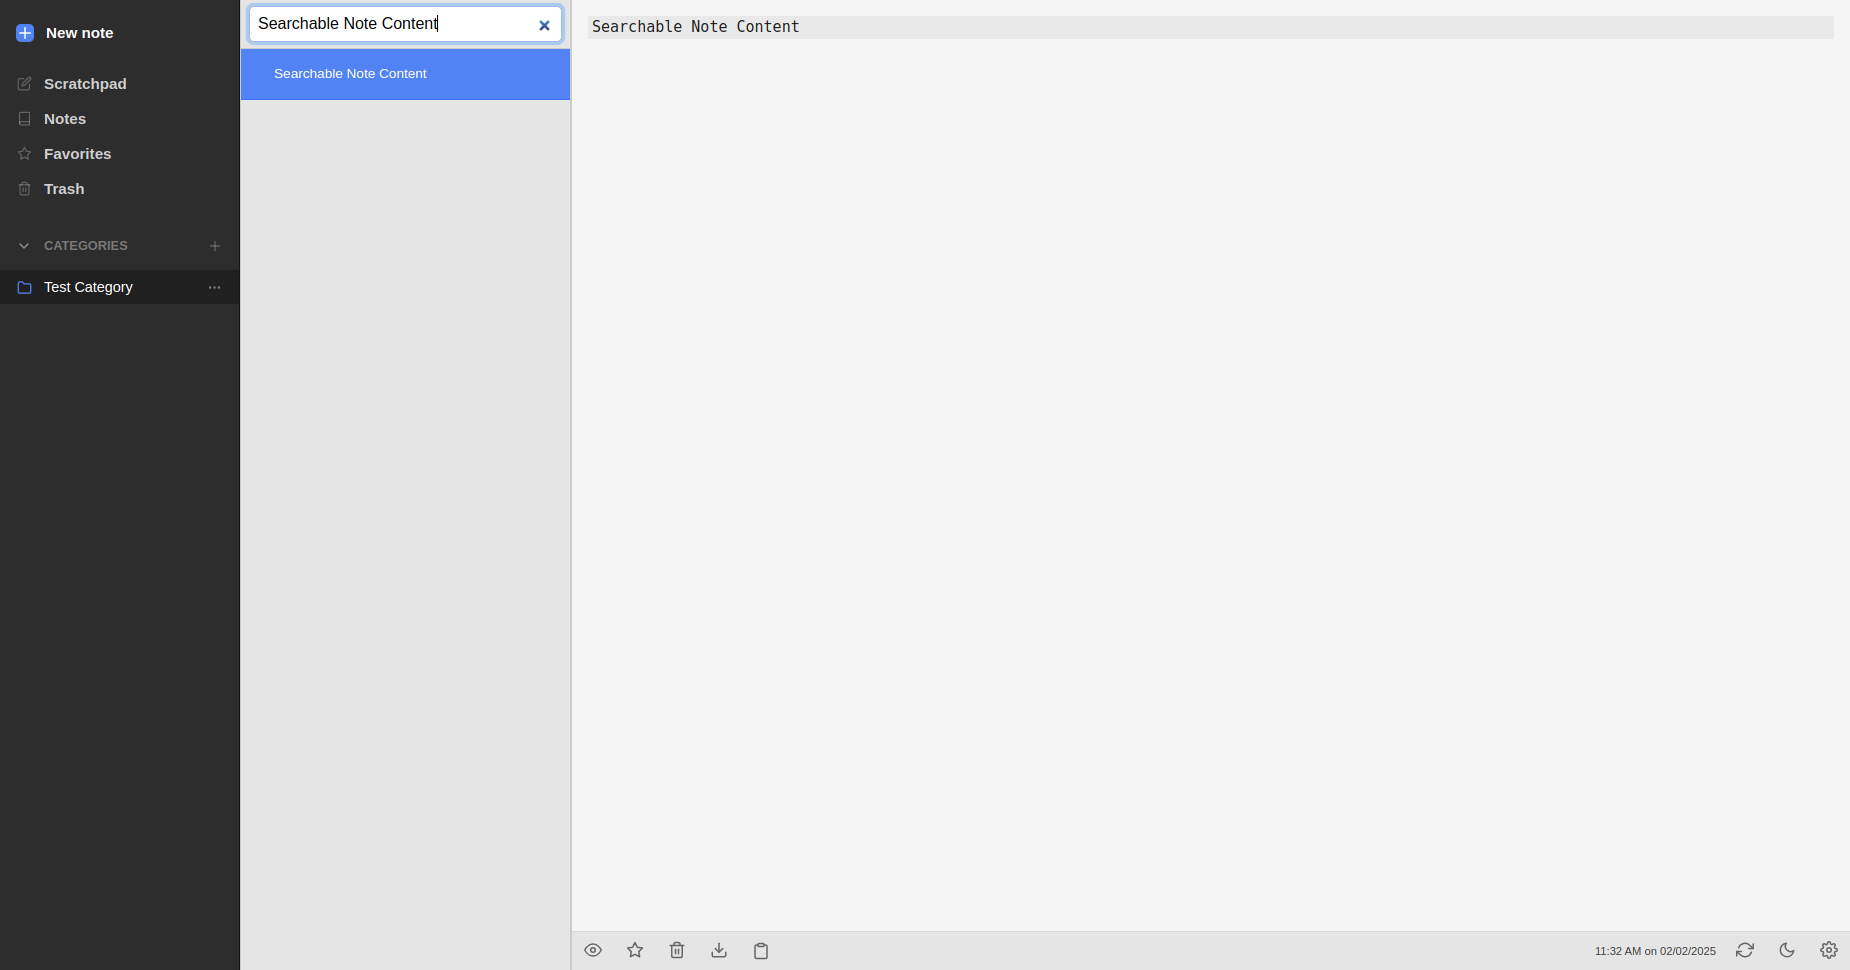 New note
Scratchpad
Notes
Favorites
Trash
CATEGORIES
Test Category
Searchable Note Content
Searchable Note Content
Searchable Note Content
11:32 AM on 02/02/2025